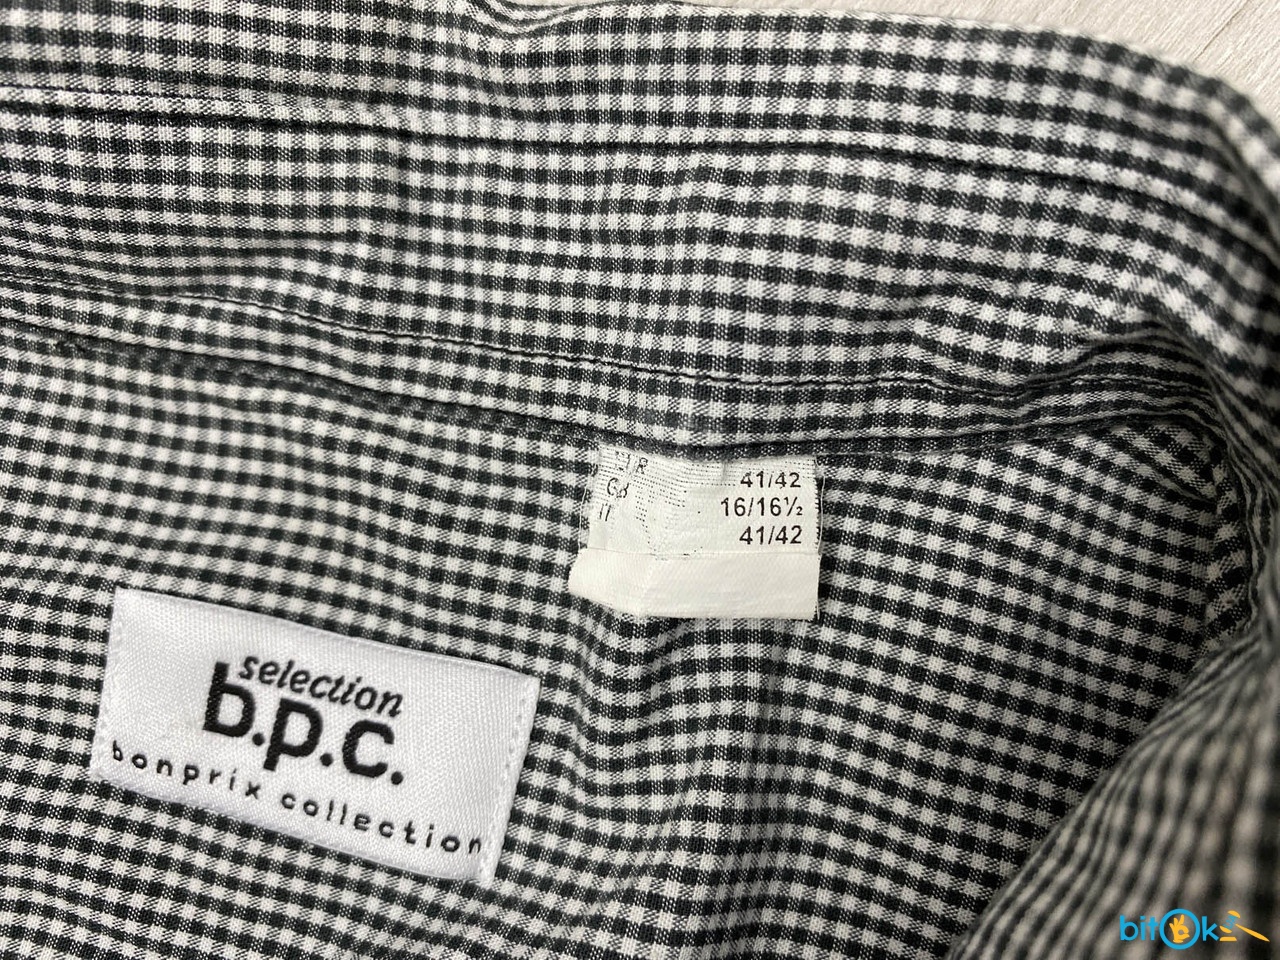 41/42
16/16½
41/42
selection
b.p.c.
bonprix collection
bitOk